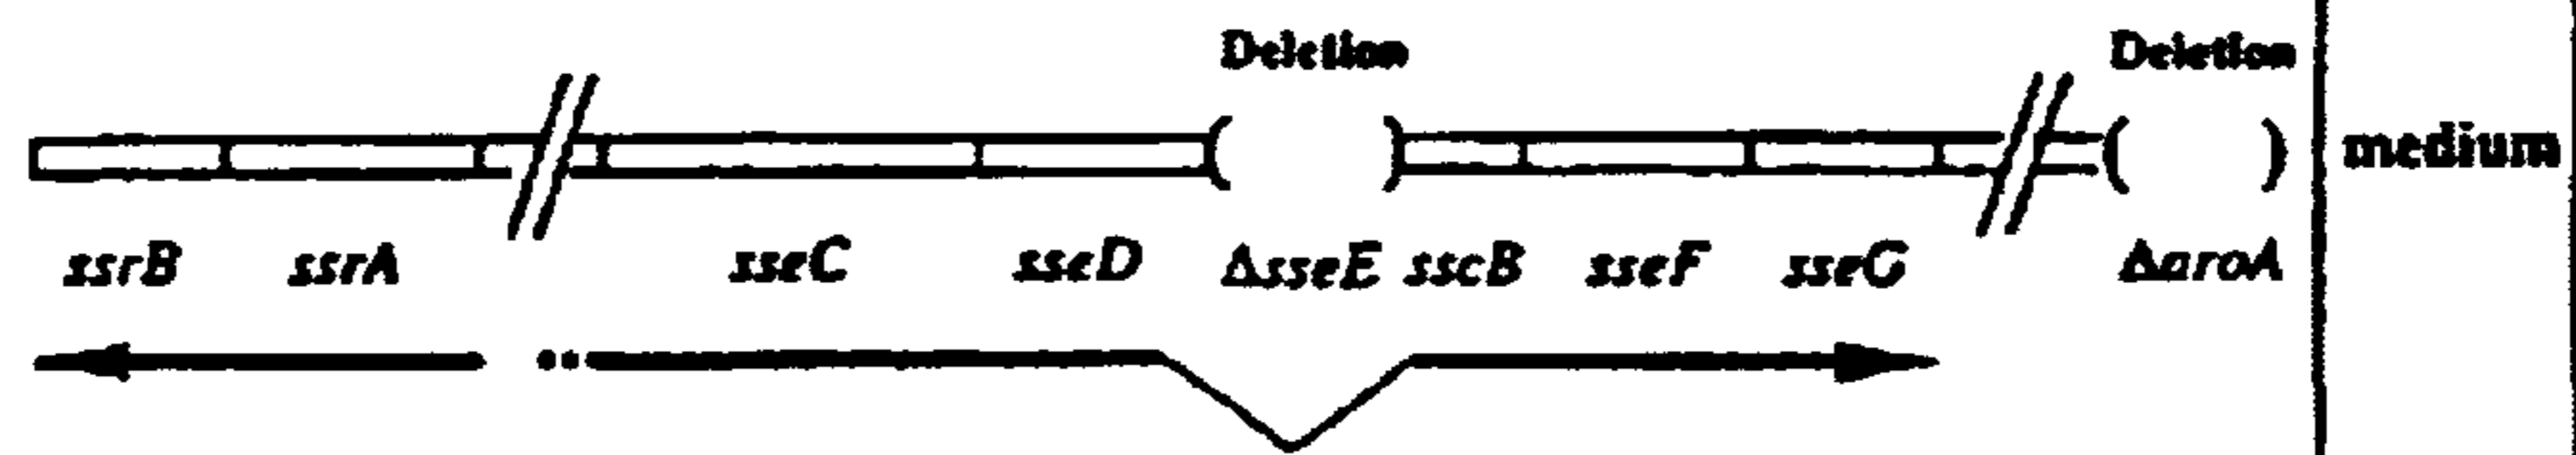 Deletion Deletion
medium
ssrB ssrA sseC sseD ΔsseE sscB sseF sseG ΔaroA